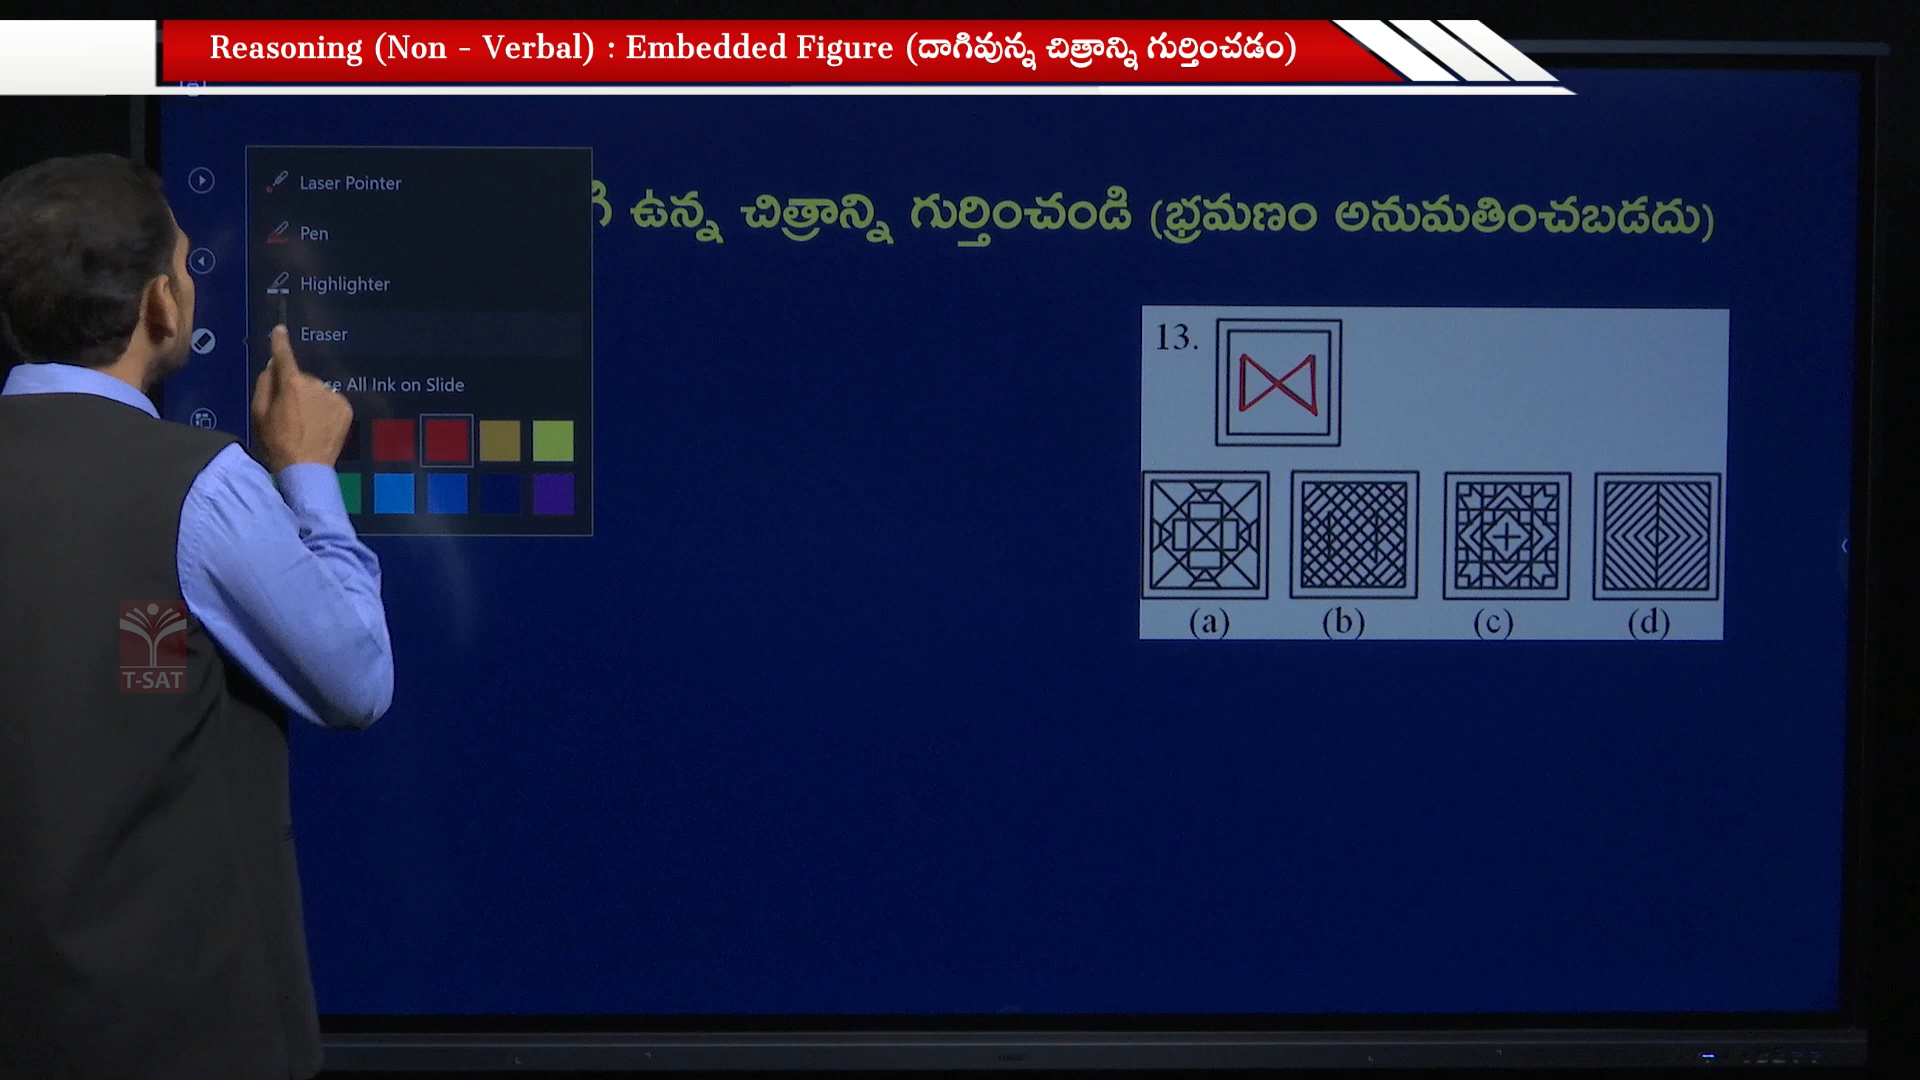 Reasoning (Non - Verbal) : Embedded Figure (దాగివున్న చిత్రాన్ని గుర్తించడం)
Laser Pointer
Pen
Highlighter
Eraser
All Ink on Slide
ఉన్న చిత్రాన్ని గుర్తించండి (భ్రమణం అనుమతించబడదు)
13.
(a) (b) (c) (d)
T-SAT